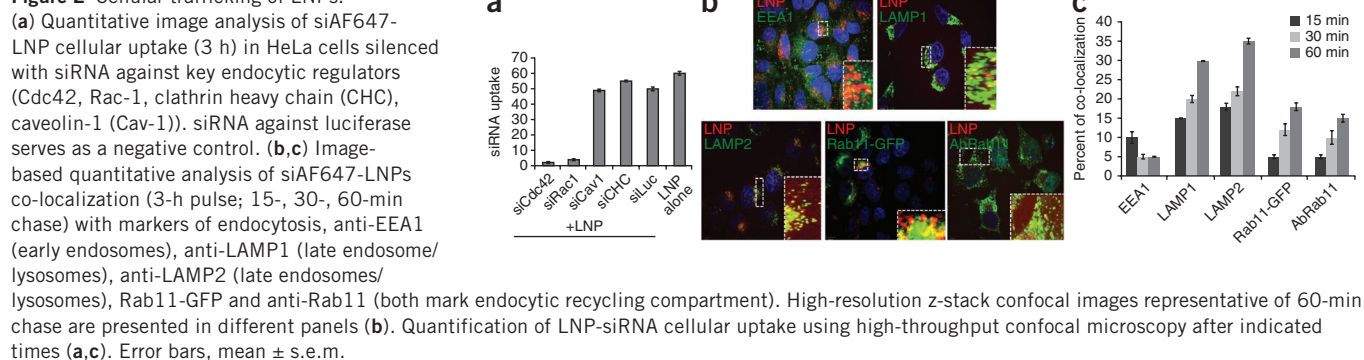 Figure 2 Cellular trafficking of LNPs.
(a) Quantitative image analysis of siAF647-
LNP cellular uptake (3 h) in HeLa cells silenced
with siRNA against key endocytic regulators
(Cdc42, Rac-1, clathrin heavy chain (CHC),
caveolin-1 (Cav-1)). siRNA against luciferase
serves as a negative control. (b,c) Image-
based quantitative analysis of siAF647-LNPs
co-localization (3-h pulse; 15-, 30-, 60-min
chase) with markers of endocytosis, anti-EEA1
(early endosomes), anti-LAMP1 (late endosome/
lysosomes), anti-LAMP2 (late endosomes/
lysosomes), Rab11-GFP and anti-Rab11 (both mark endocytic recycling compartment). High-resolution z-stack confocal images representative of 60-min
chase are presented in different panels (b). Quantification of LNP-siRNA cellular uptake using high-throughput confocal microscopy after indicated
times (a,c). Error bars, mean ± s.e.m.
a
siRNA uptake
70
60
50
40
30
20
10
0
siCdc42
siRac1
siCav1
siCHC
siLuc
LNP
alone
+LNP
b
LNP
EEA1
LNP
LAMP1
LNP
LAMP2
LNP
Rab11-GFP
LNP
AbRab11
c
Percent of co-localization
40
35
30
25
20
15
10
5
0
15 min
30 min
60 min
EEA1
LAMP1
LAMP2
Rab11-GFP
AbRab11